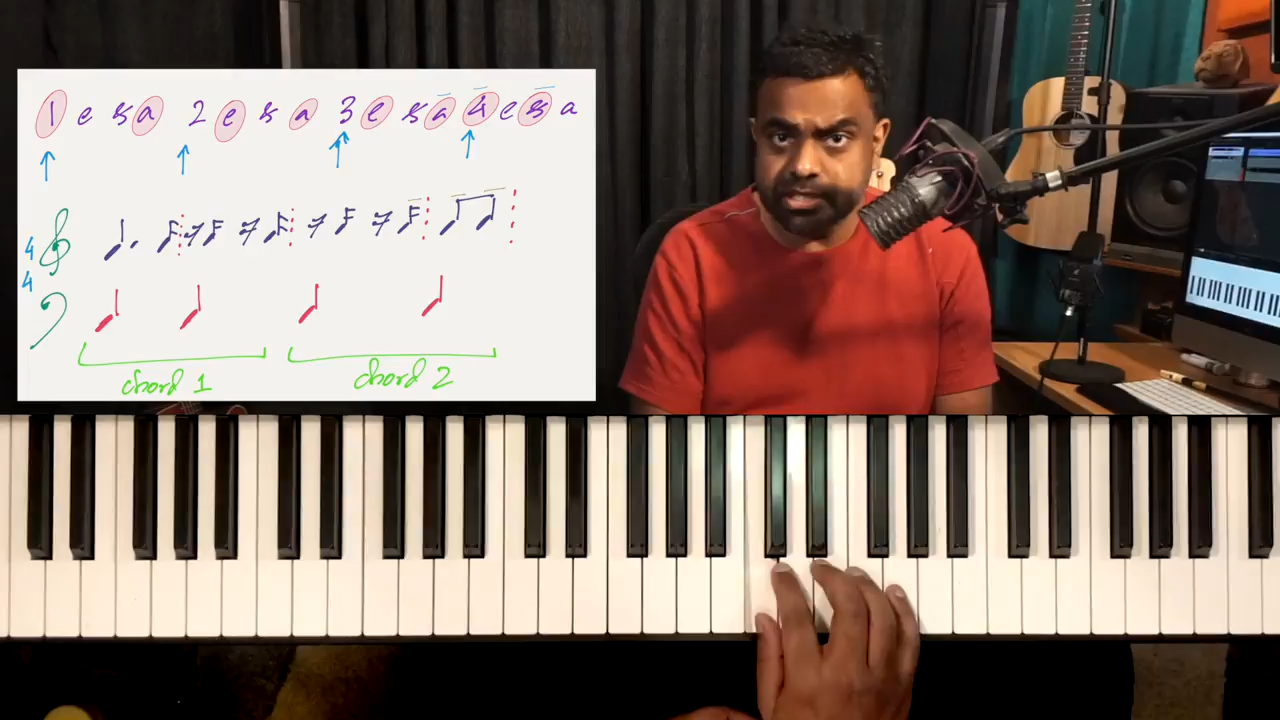 1 e & a 2 e & a 3 e & a 4 e & a
4
4
chord 1 chord 2